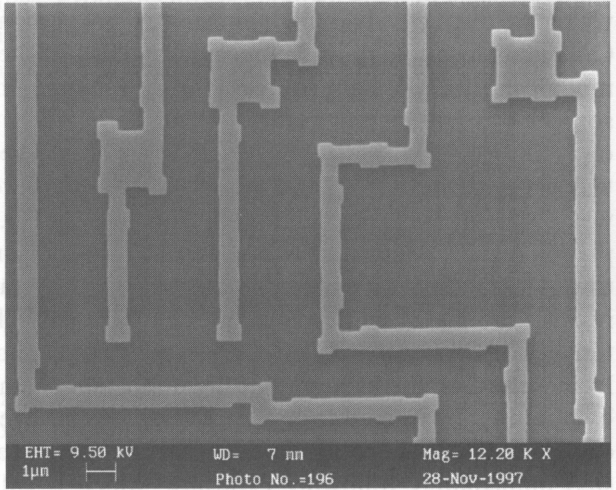 EHT= 9.50 kV WD= 7 mm Mag= 12.20 K X
1µm Photo No.=196 28-Nov-1997